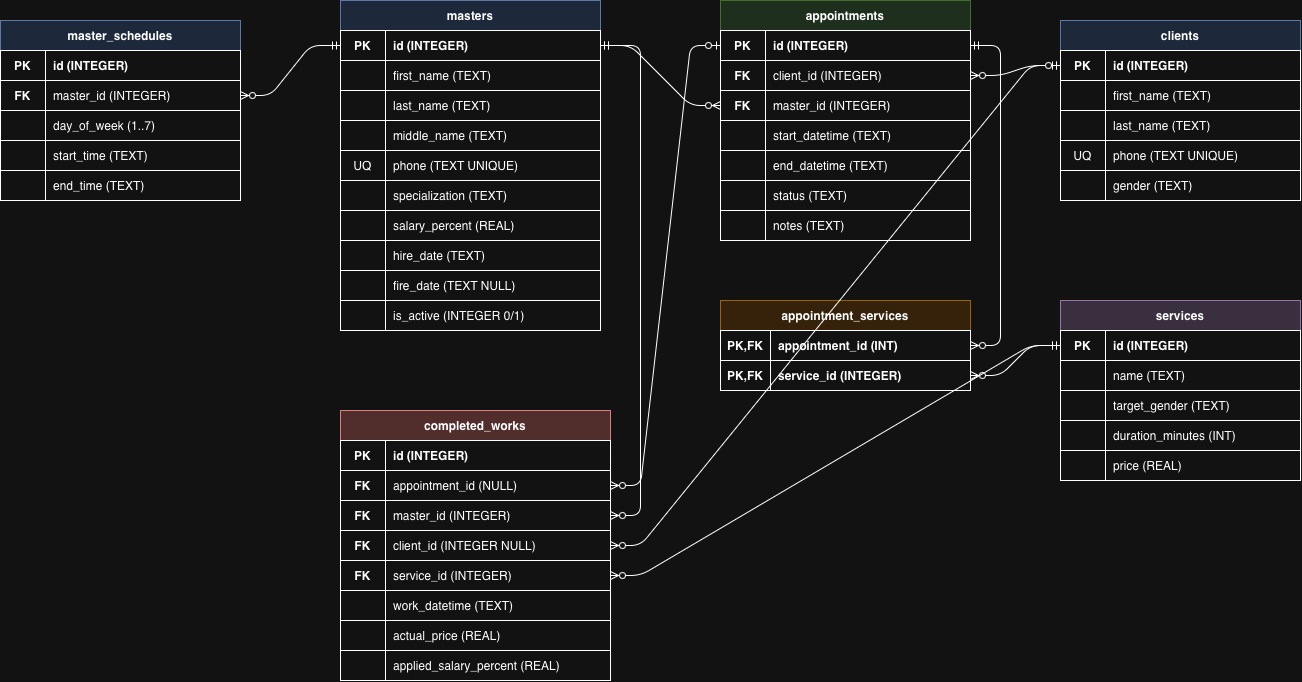 master_schedules
PK id (INTEGER)
FK master_id (INTEGER)
day_of_week (1..7)
start_time (TEXT)
end_time (TEXT)
masters
PK id (INTEGER)
first_name (TEXT)
last_name (TEXT)
middle_name (TEXT)
UQ phone (TEXT UNIQUE)
specialization (TEXT)
salary_percent (REAL)
hire_date (TEXT)
fire_date (TEXT NULL)
is_active (INTEGER 0/1)
appointments
PK id (INTEGER)
FK client_id (INTEGER)
FK master_id (INTEGER)
start_datetime (TEXT)
end_datetime (TEXT)
status (TEXT)
notes (TEXT)
clients
PK id (INTEGER)
first_name (TEXT)
last_name (TEXT)
UQ phone (TEXT UNIQUE)
gender (TEXT)
appointment_services
PK,FK appointment_id (INT)
PK,FK service_id (INTEGER)
services
PK id (INTEGER)
name (TEXT)
target_gender (TEXT)
duration_minutes (INT)
price (REAL)
completed_works
PK id (INTEGER)
FK appointment_id (NULL)
FK master_id (INTEGER)
FK client_id (INTEGER NULL)
FK service_id (INTEGER)
work_datetime (TEXT)
actual_price (REAL)
applied_salary_percent (REAL)